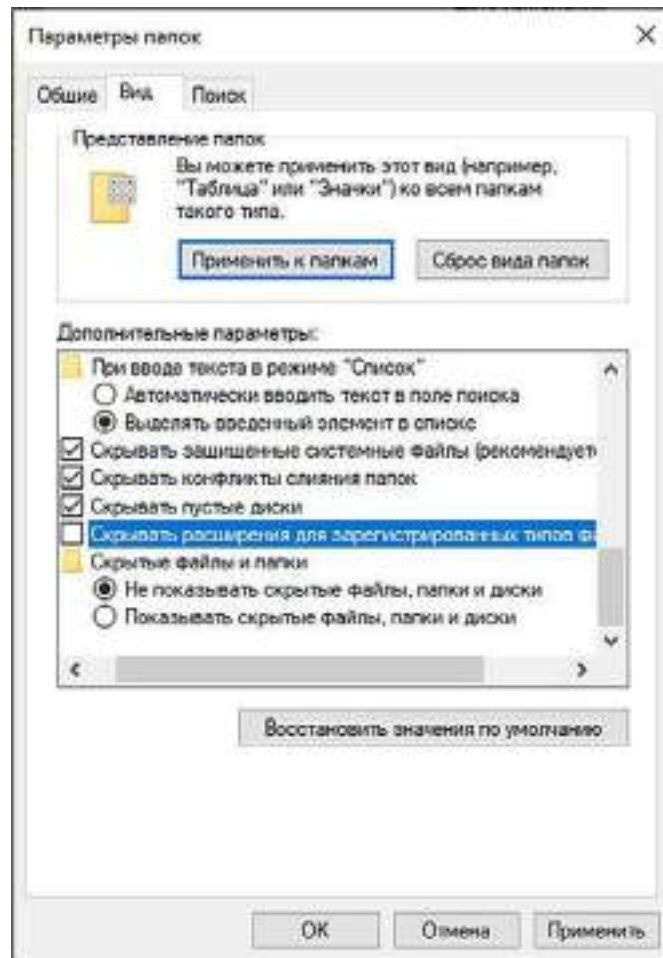 Параметры папок
Общие Вид Поиск
Представление папок
Вы можете применить этот вид (например,
"Таблица" или "Значки") ко всем папкам
такого типа.
Применить к папкам Сброс вида папок
Дополнительные параметры:
При вводе текста в режиме "Список"
Автоматически вводить текст в поле поиска
Выделять введенный элемент в списке
Скрывать защищенные системные файлы (рекомендует
Скрывать конфликты слияния папок
Скрывать пустые диски
Скрывать расширения для зарегистрированных типов фа
Скрытые файлы и папки
Не показывать скрытые файлы, папки и диски
Показывать скрытые файлы, папки и диски
Восстановить значения по умолчанию
OK Отмена Применить